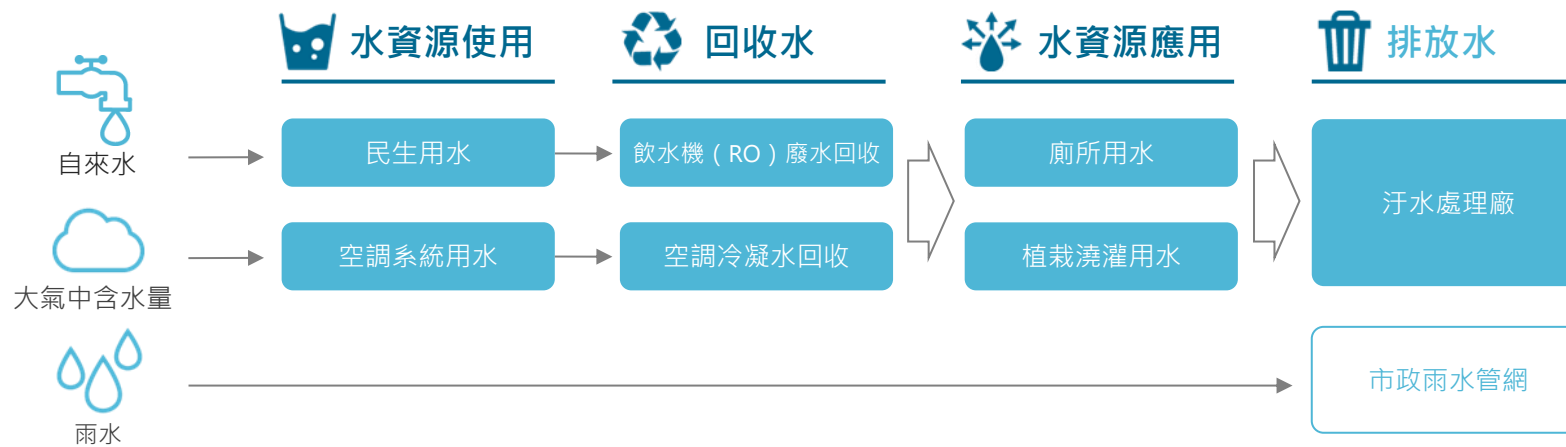 水資源使用
回收水
水資源應用
排放水
自來水
民生用水
飲水機（RO）廢水回收
廁所用水
汙水處理廠
大氣中含水量
空調系統用水
空調冷凝水回收
植栽澆灌用水
雨水
市政雨水管網